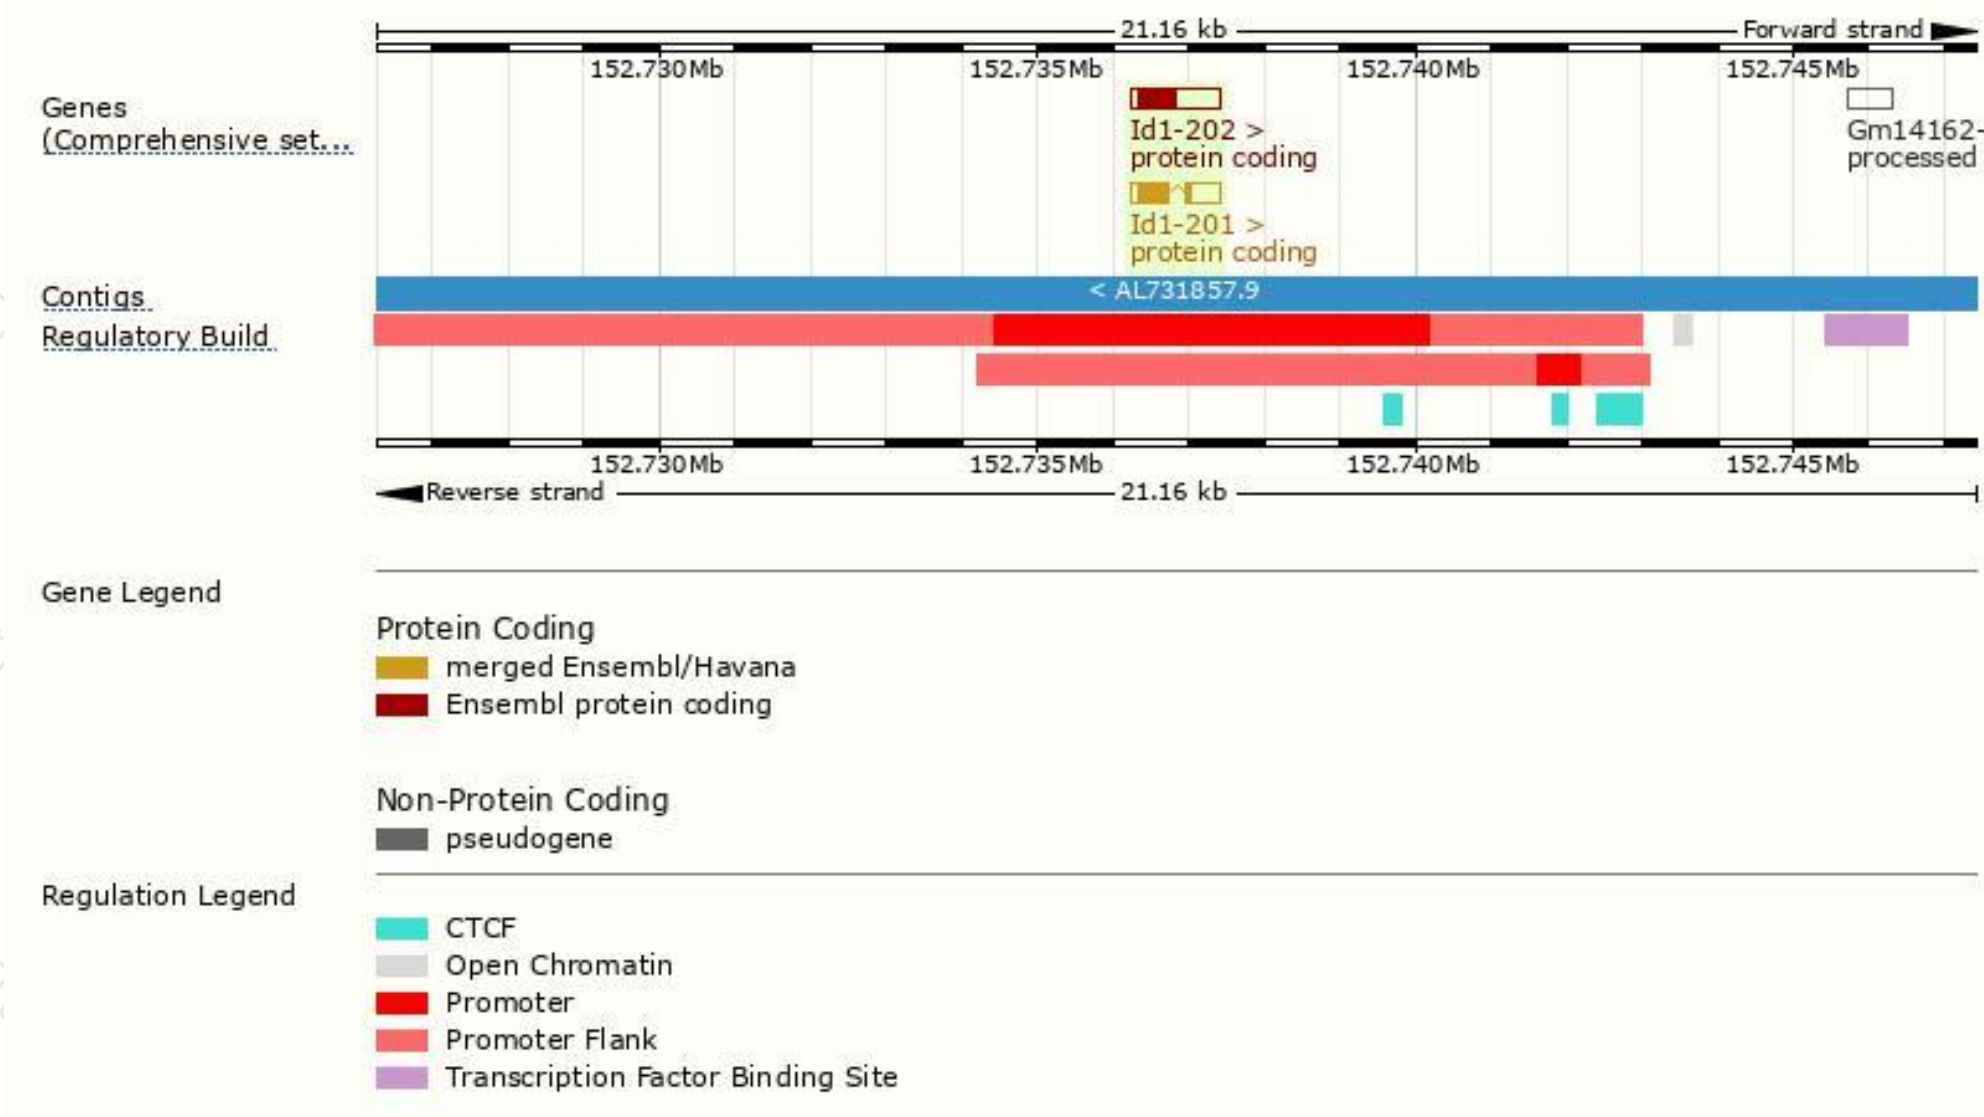 21.16 kb Forward strand
152.730Mb 152.735Mb 152.740Mb 152.745Mb
Genes
(Comprehensive set...
Id1-202 >
protein coding
Gm14162-
processed
Id1-201 >
protein coding
Contigs
< AL731857.9
Regulatory Build
152.730Mb 152.735Mb 152.740Mb 152.745Mb
Reverse strand 21.16 kb
Gene Legend
Protein Coding
merged Ensembl/Havana
Ensembl protein coding
Non-Protein Coding
pseudogene
Regulation Legend
CTCF
Open Chromatin
Promoter
Promoter Flank
Transcription Factor Binding Site